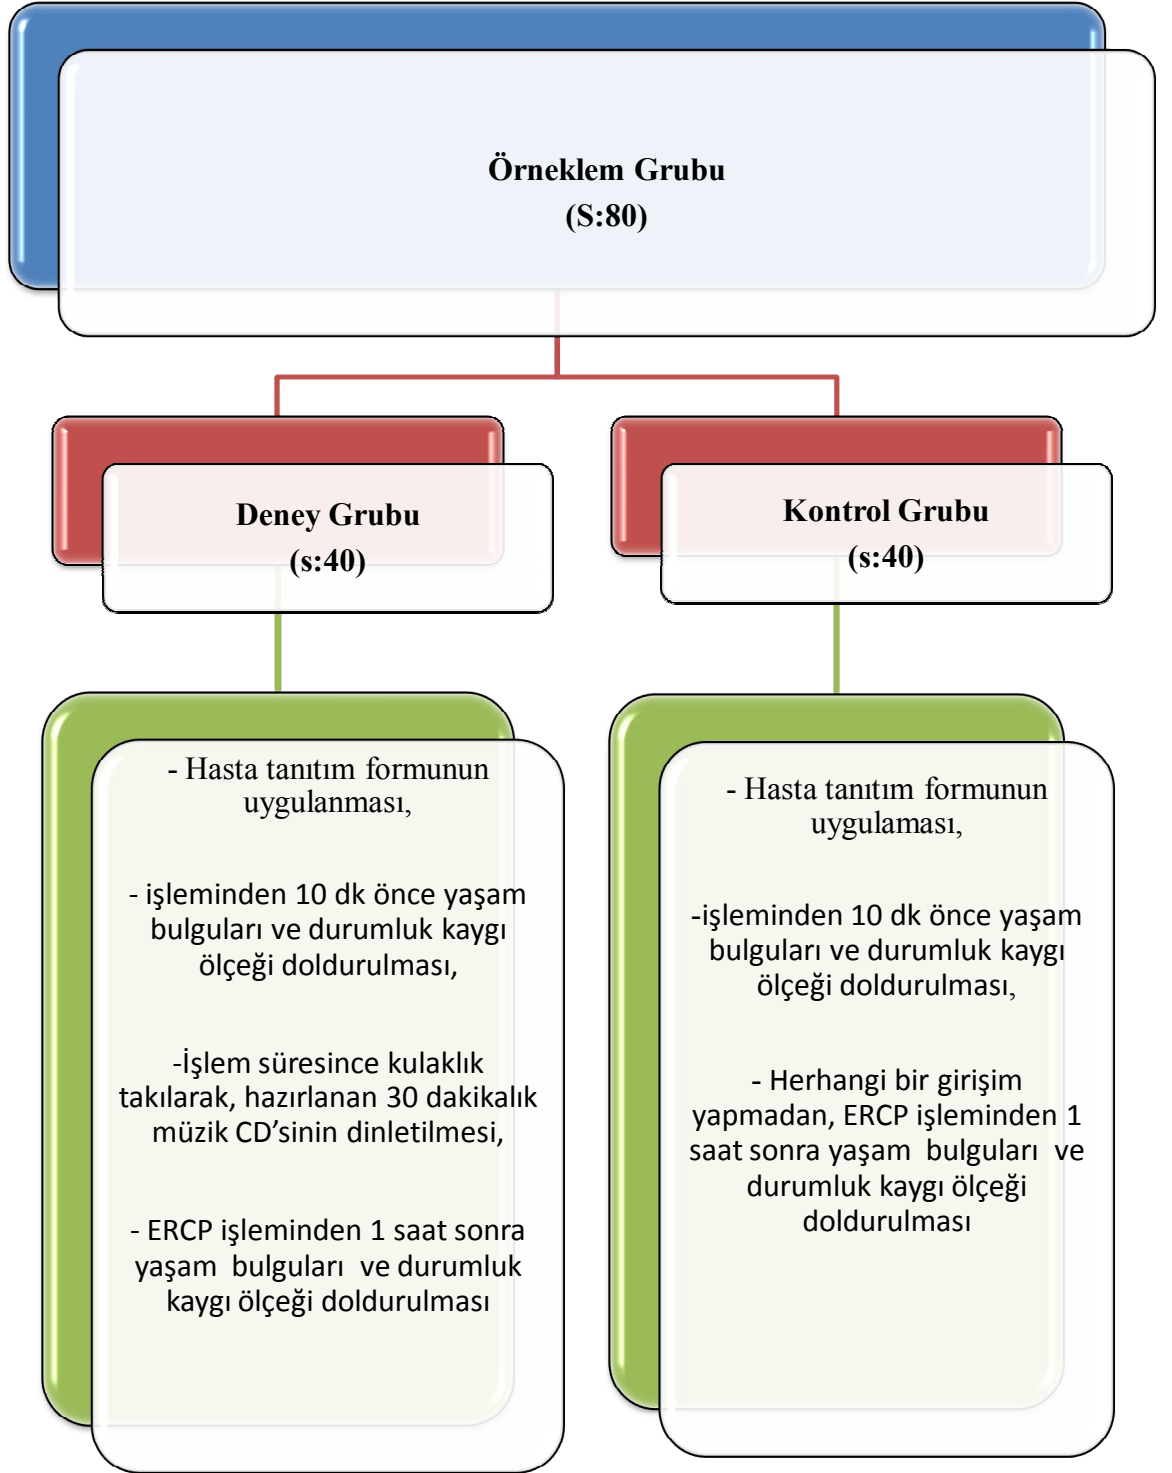 Örneklem Grubu
(S:80)
Deney Grubu
(s:40)
Kontrol Grubu
(s:40)
- Hasta tanıtım formunun
uygulanması,
- işleminden 10 dk önce yaşam
bulguları ve durumluk kaygı
ölçeği doldurulması,
-İşlem süresince kulaklık
takılarak, hazırlanan 30 dakikalık
müzik CD’sinin dinletilmesi,
- ERCP işleminden 1 saat sonra
yaşam bulguları ve durumluk
kaygı ölçeği doldurulması
- Hasta tanıtım formunun
uygulaması,
-işleminden 10 dk önce yaşam
bulguları ve durumluk kaygı
ölçeği doldurulması,
- Herhangi bir girişim
yapmadan, ERCP işleminden 1
saat sonra yaşam bulguları ve
durumluk kaygı ölçeği
doldurulması